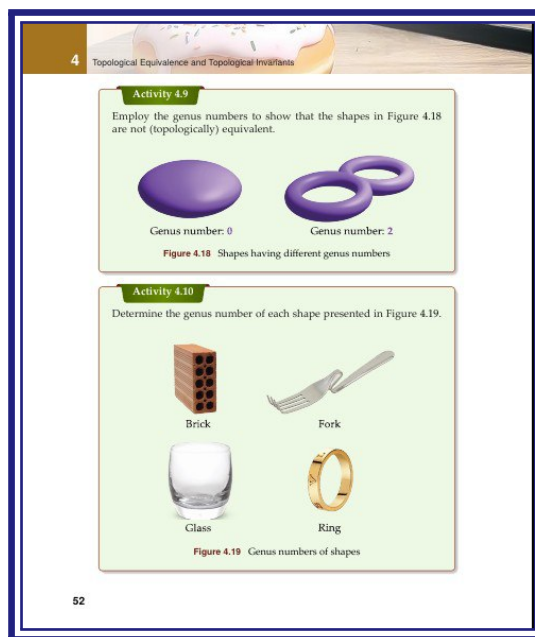 4
Topological Equivalence and Topological Invariants
Activity 4.9
Employ the genus numbers to show that the shapes in Figure 4.18
are not (topologically) equivalent.
Genus number: 0
Genus number: 2
Figure 4.18 Shapes having different genus numbers
Activity 4.10
Determine the genus number of each shape presented in Figure 4.19.
Brick
Fork
Glass
Ring
Figure 4.19 Genus numbers of shapes
52